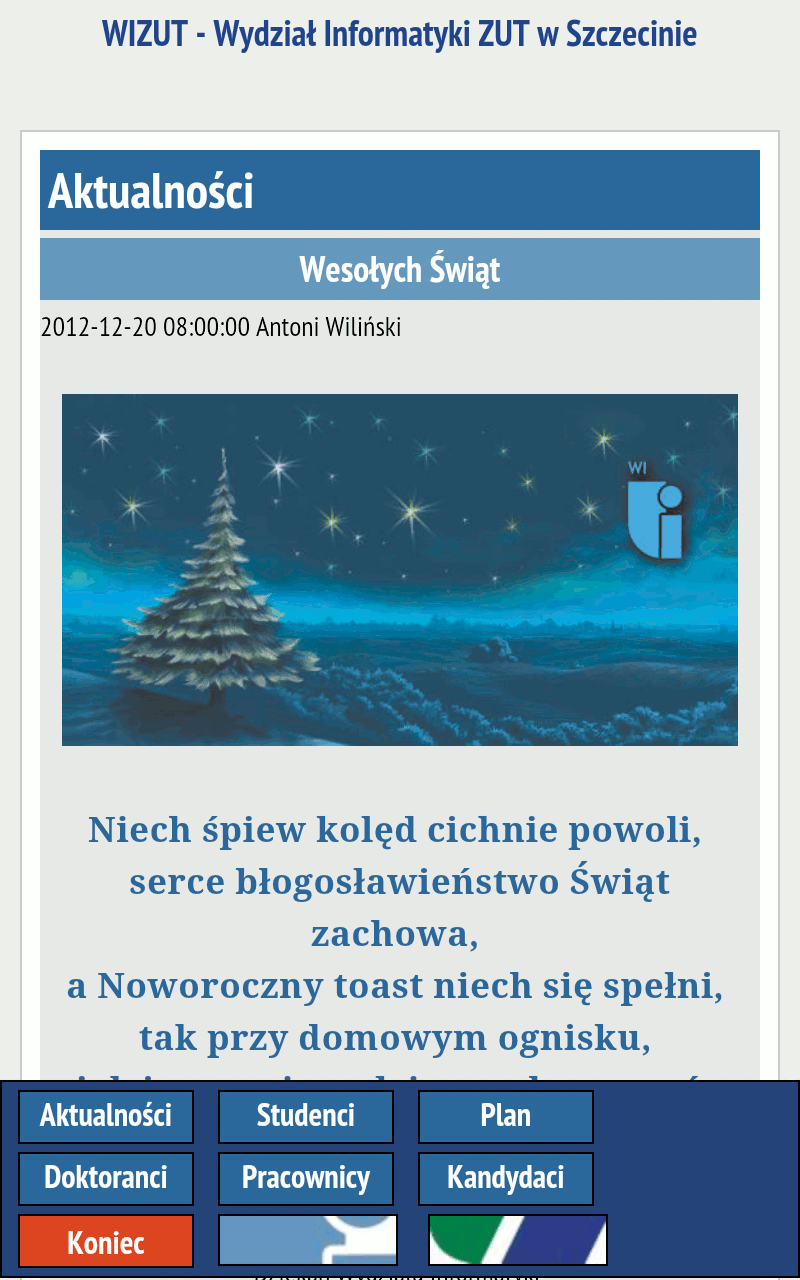 WIZUT - Wydział Informatyki ZUT w Szczecinie
Aktualności
Wesołych Świąt
2012-12-20 08:00:00 Antoni Wiliński
WI
Niech śpiew kolęd cichnie powoli,
serce błogosławieństwo Świąt
zachowa,
a Noworoczny toast niech się spełni,
tak przy domowym ognisku,
Aktualności Studenci Plan
Doktoranci Pracownicy Kandydaci
Koniec